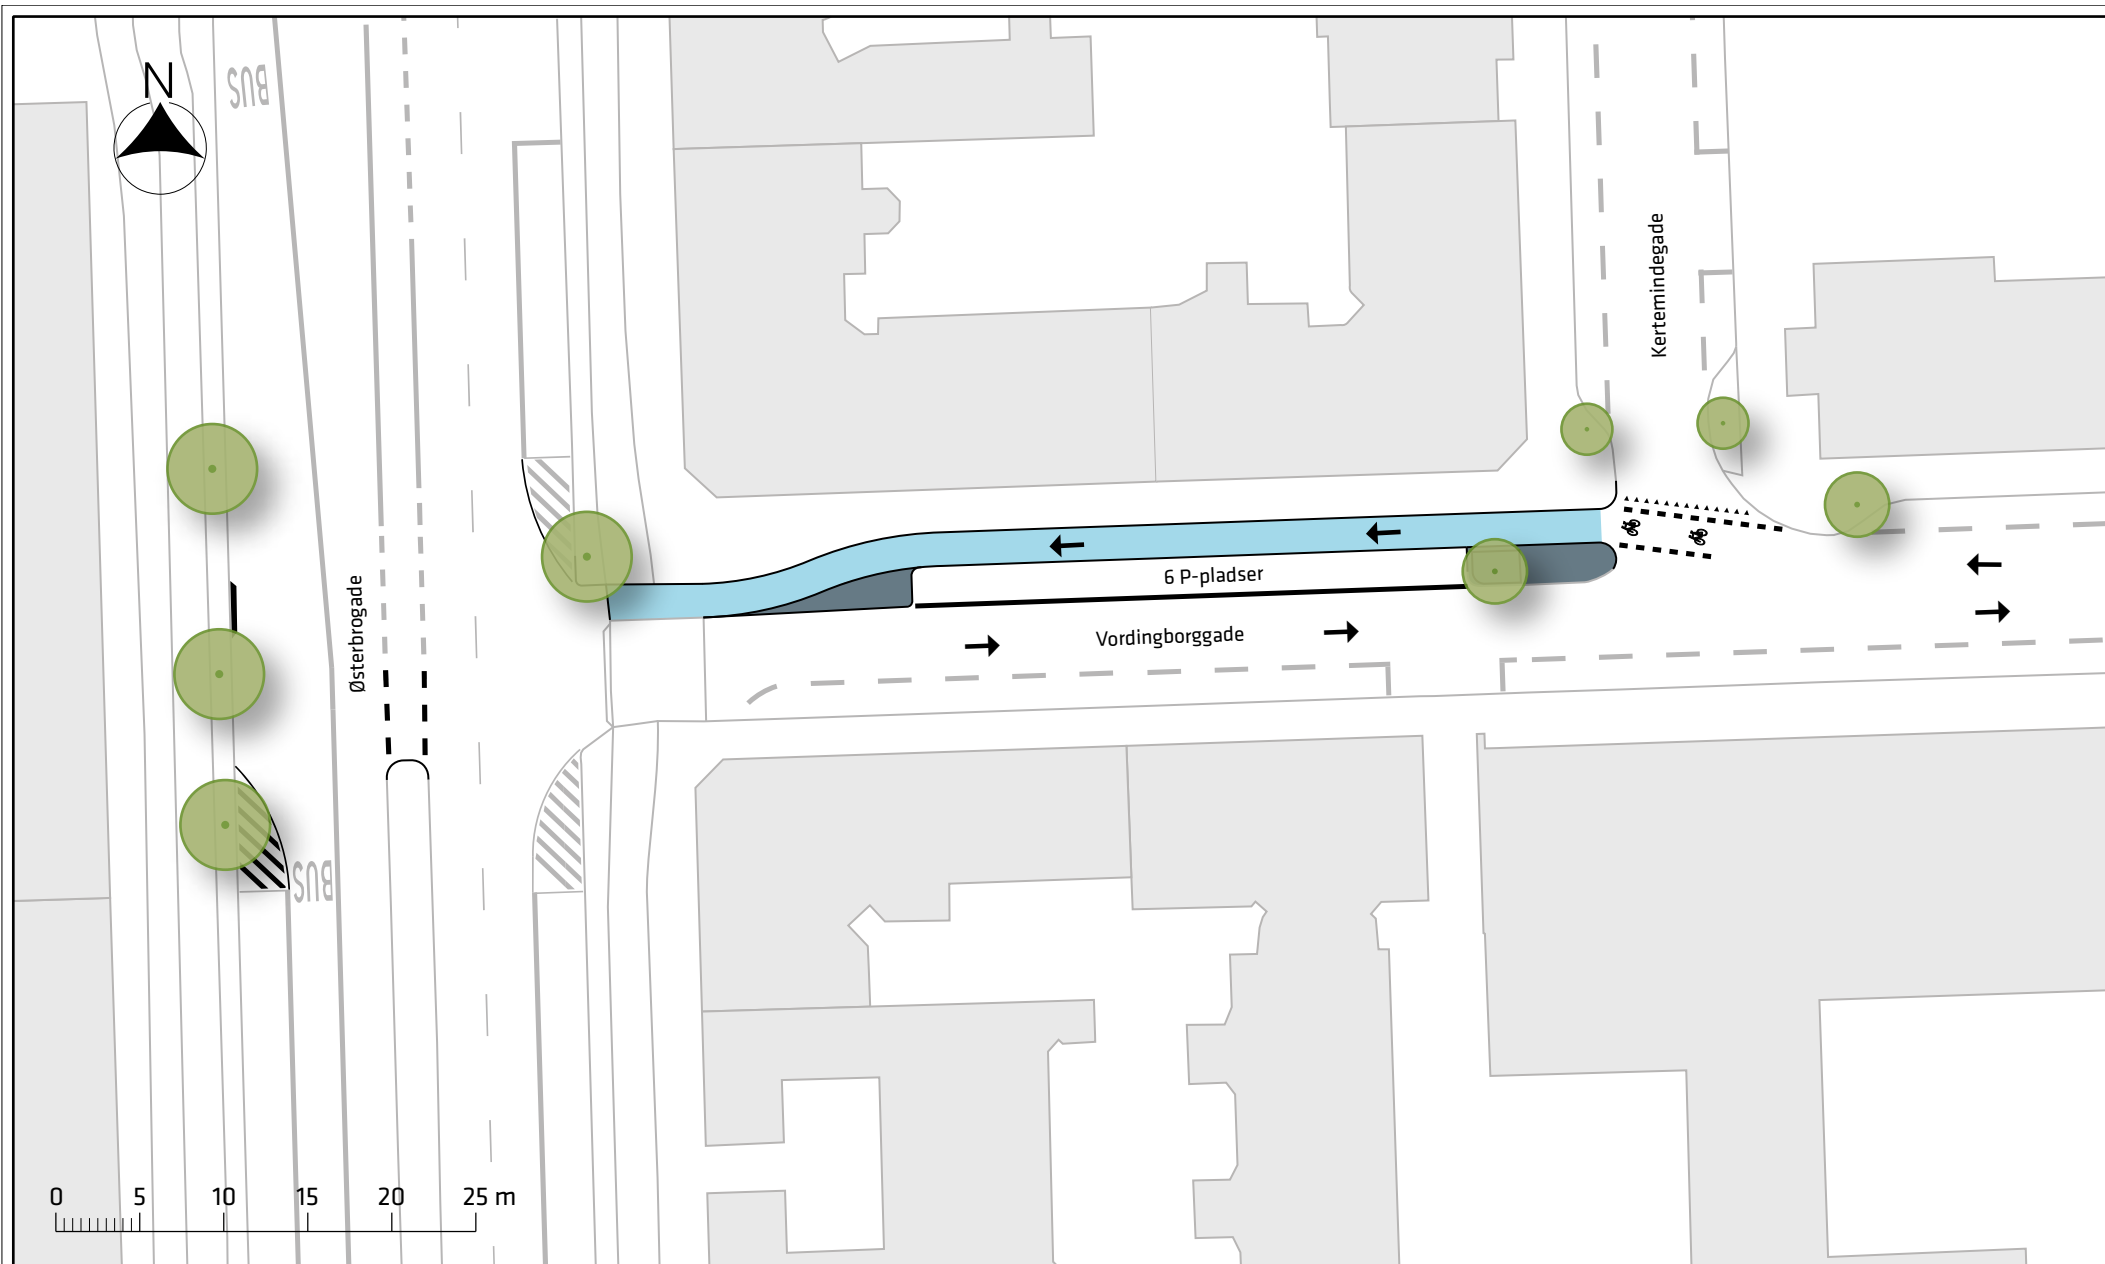 BUS
N
Kertemindegade
6 P-pladser
Østerbrogade
Vordingborggade
BUS
0 5 10 15 20 25 m